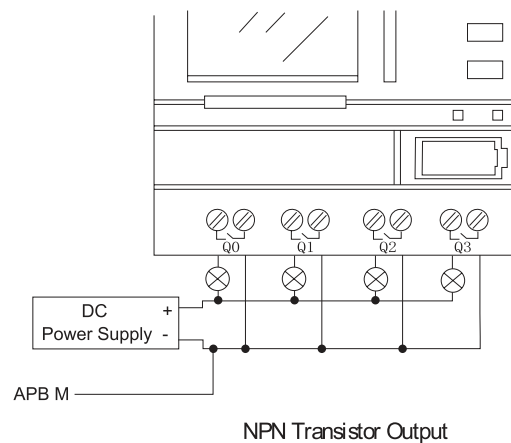 Q0 Q1 Q2 Q3
DC +
Power Supply -
APB M
NPN Transistor Output